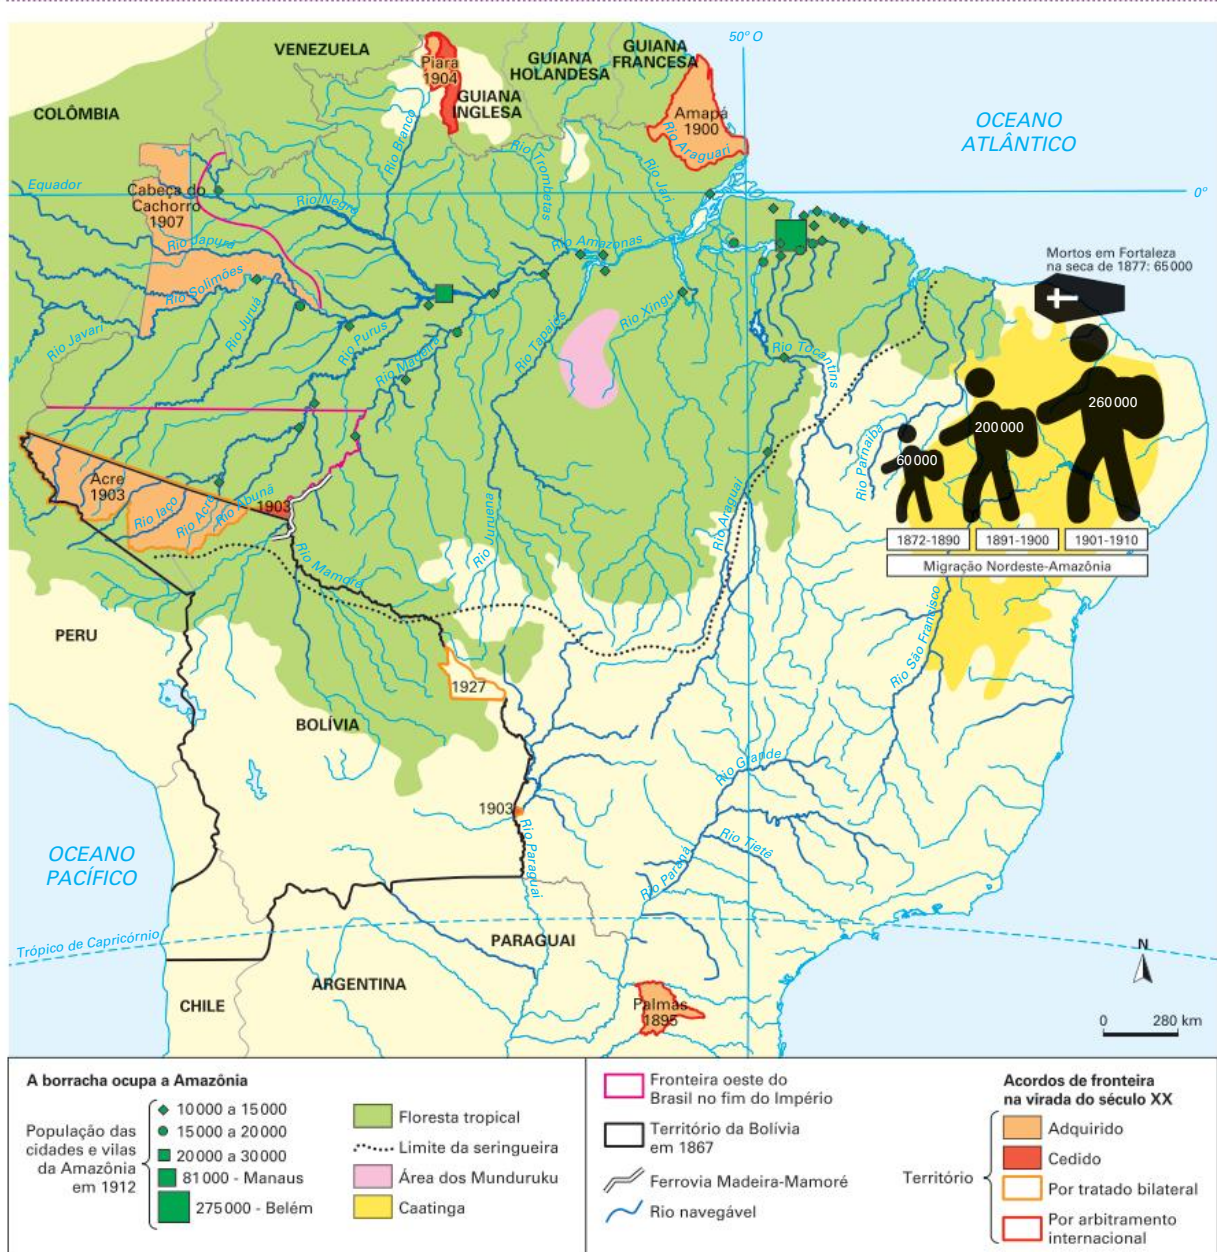 VENEZUELA
GUIANA
HOLANDESA
GUIANA
FRANCESA
50° O
Piara
1904
GUIANA
INGLESA
COLÔMBIA
Amapá
1900
OCEANO
ATLÂNTICO
Rio Branco
Rio Trombetas
Rio Jari
Rio Araguari
Equador
0°
Cabeça do
Cachorro
1907
Rio Negro
Rio Japurá
Rio Amazonas
Rio Solimões
Rio Juruá
Rio Javari
Rio Purus
Rio Madeira
Rio Tapajós
Rio Xingu
Rio Tocantins
Mortos em Fortaleza
na seca de 1877: 65 000
60 000
200 000
260 000
Rio Parnaíba
1872-1890
1891-1900
1901-1910
Migração Nordeste-Amazônia
Acre
1903
Rio Iaço
Rio Acre
Rio Abunã
1903
Rio Mamoré
Rio Juruena
Rio Araguai
Rio São Francisco
PERU
1927
BOLÍVIA
Rio Grande
1903
Rio Tietê
Rio Paraguai
Rio Paraná
OCEANO
PACÍFICO
Trópico de Capricórnio
PARAGUAI
ARGENTINA
CHILE
Palmas
1895
N
0 280 km
A borracha ocupa a Amazônia
População das
cidades e vilas
da Amazônia
em 1912
10 000 a 15 000
15 000 a 20 000
20 000 a 30 000
81 000 - Manaus
275 000 - Belém
Floresta tropical
Limite da seringueira
Área dos Munduruku
Caatinga
Fronteira oeste do
Brasil no fim do Império
Território da Bolívia
em 1867
Ferrovia Madeira-Mamoré
Rio navegável
Acordos de fronteira
na virada do século XX
Território
Adquirido
Cedido
Por tratado bilateral
Por arbitramento
internacional